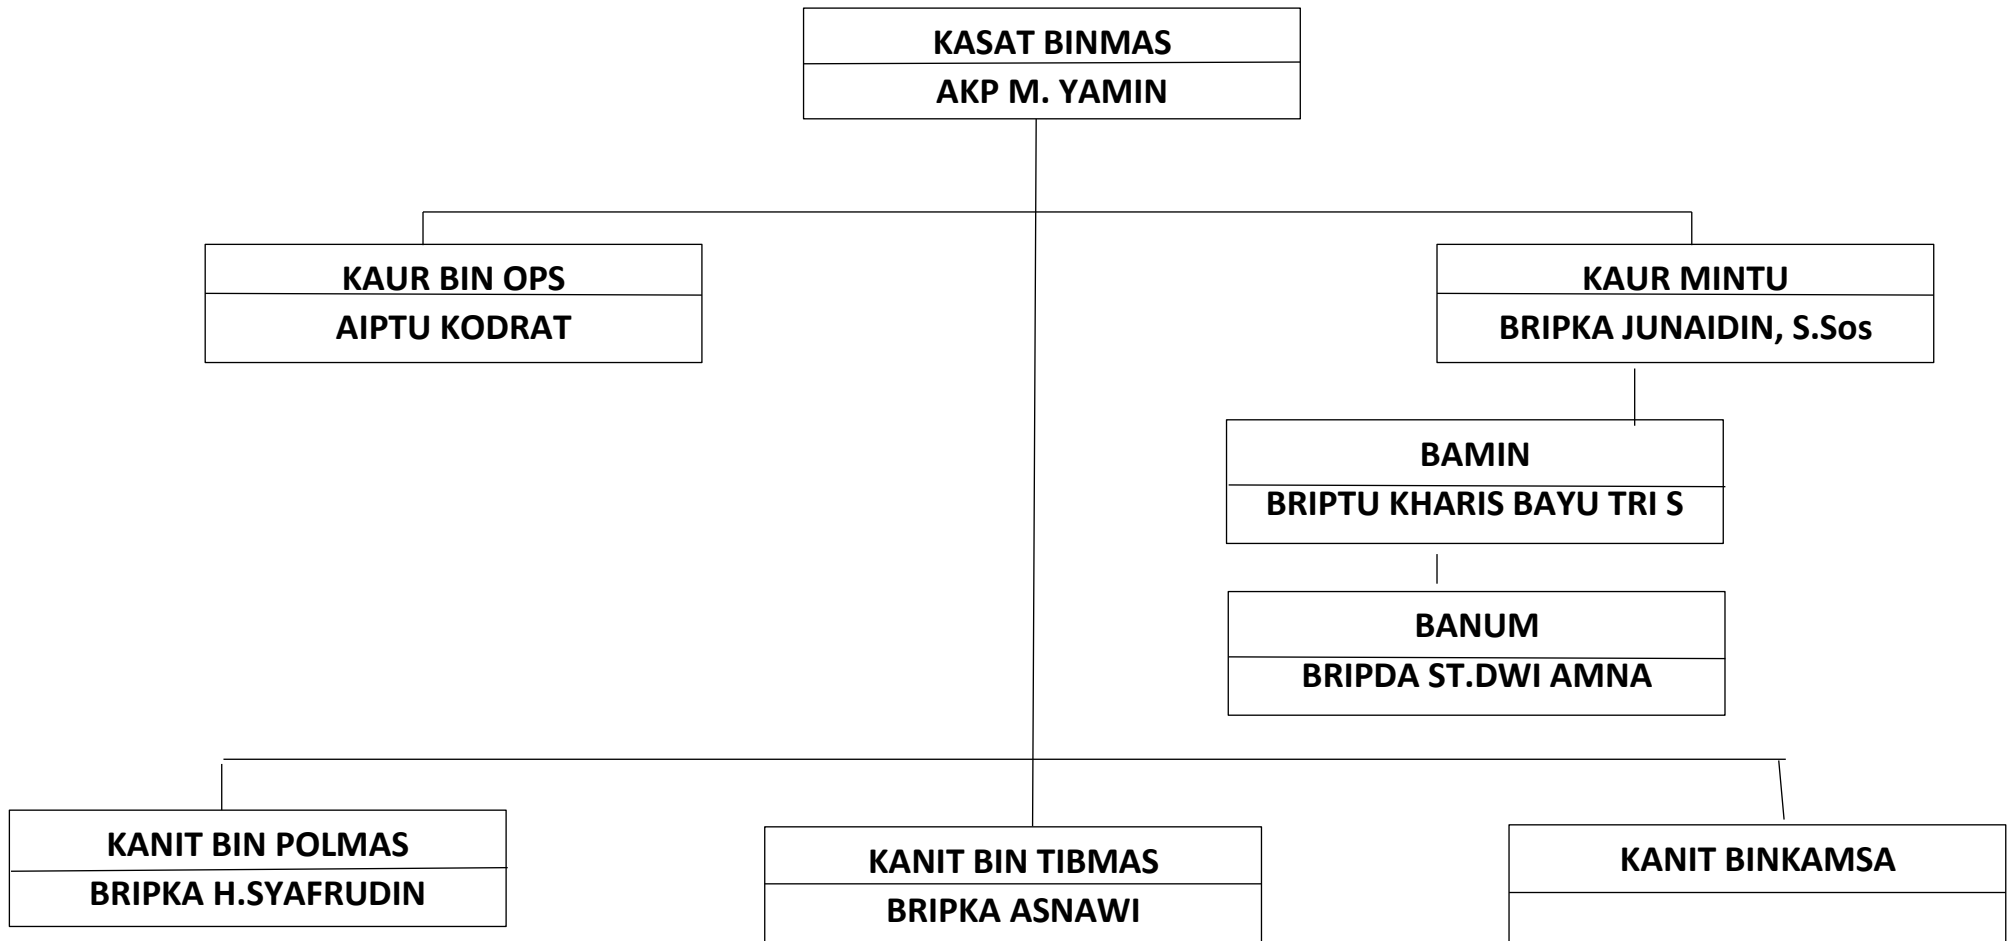 KASAT BINMAS
AKP M. YAMIN
KAUR BIN OPS
AIPTU KODRAT
KAUR MINTU
BRIPKA JUNAIDIN, S.Sos
BAMIN
BRIPTU KHARIS BAYU TRI S
BANUM
BRIPDA ST.DWI AMNA
KANIT BIN POLMAS
BRIPKA H.SYAFRUDIN
KANIT BIN TIBMAS
BRIPKA ASNAWI
KANIT BINKAMSA